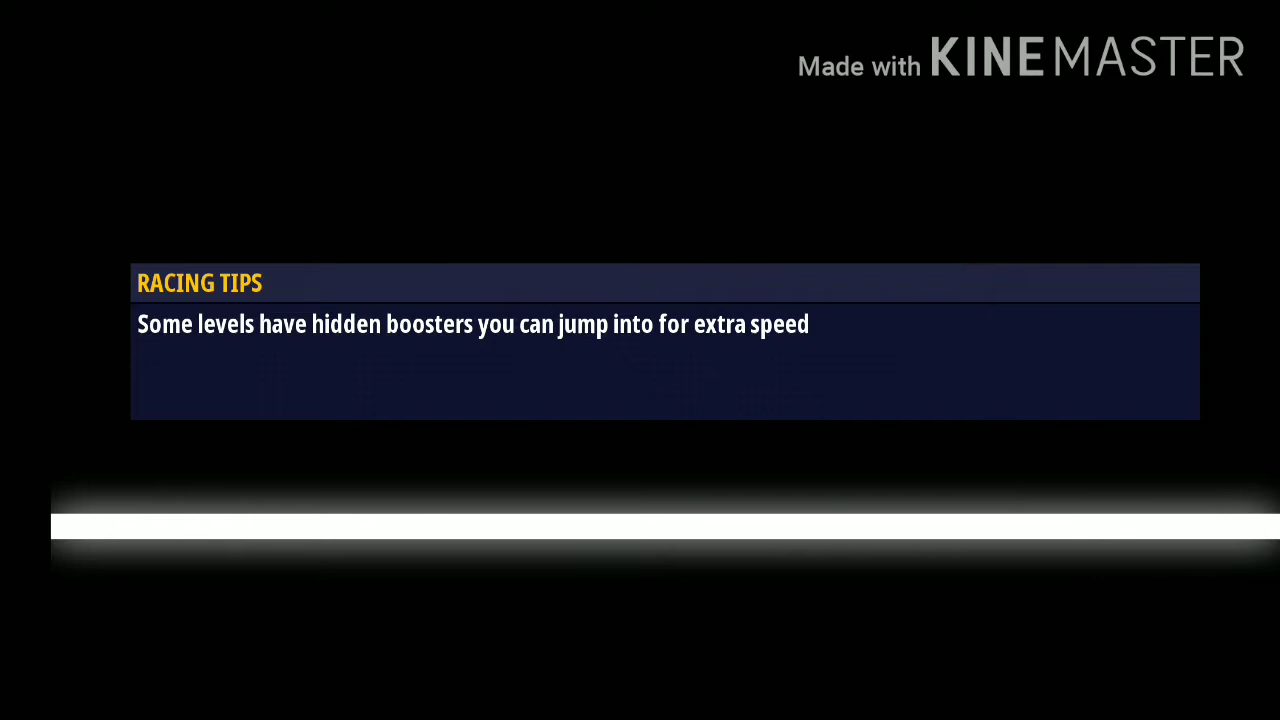 Made with KINEMASTER
RACING TIPS
Some levels have hidden boosters you can jump into for extra speed